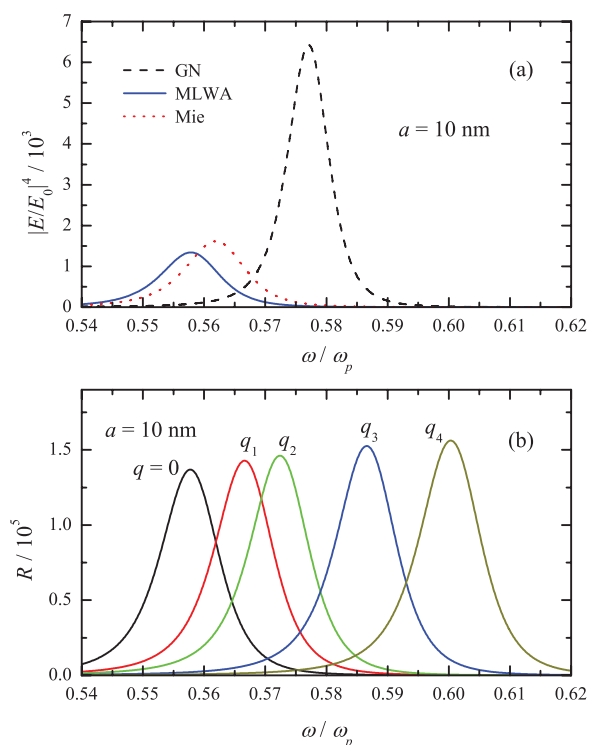 7
(a)
GN
6
MLWA
5
Mie
a = 10 nm
4
3
2
1
0
|E/E₀|⁴ / 10³
0.54 0.55 0.56 0.57 0.58 0.59 0.60 0.61 0.62
ω / ωₚ
a = 10 nm
q₁ q₂ q₃ q₄ (b)
1.5
q = 0
1.0
0.5
0.0
R / 10⁵
0.54 0.55 0.56 0.57 0.58 0.59 0.60 0.61 0.62
ω / ωₚ